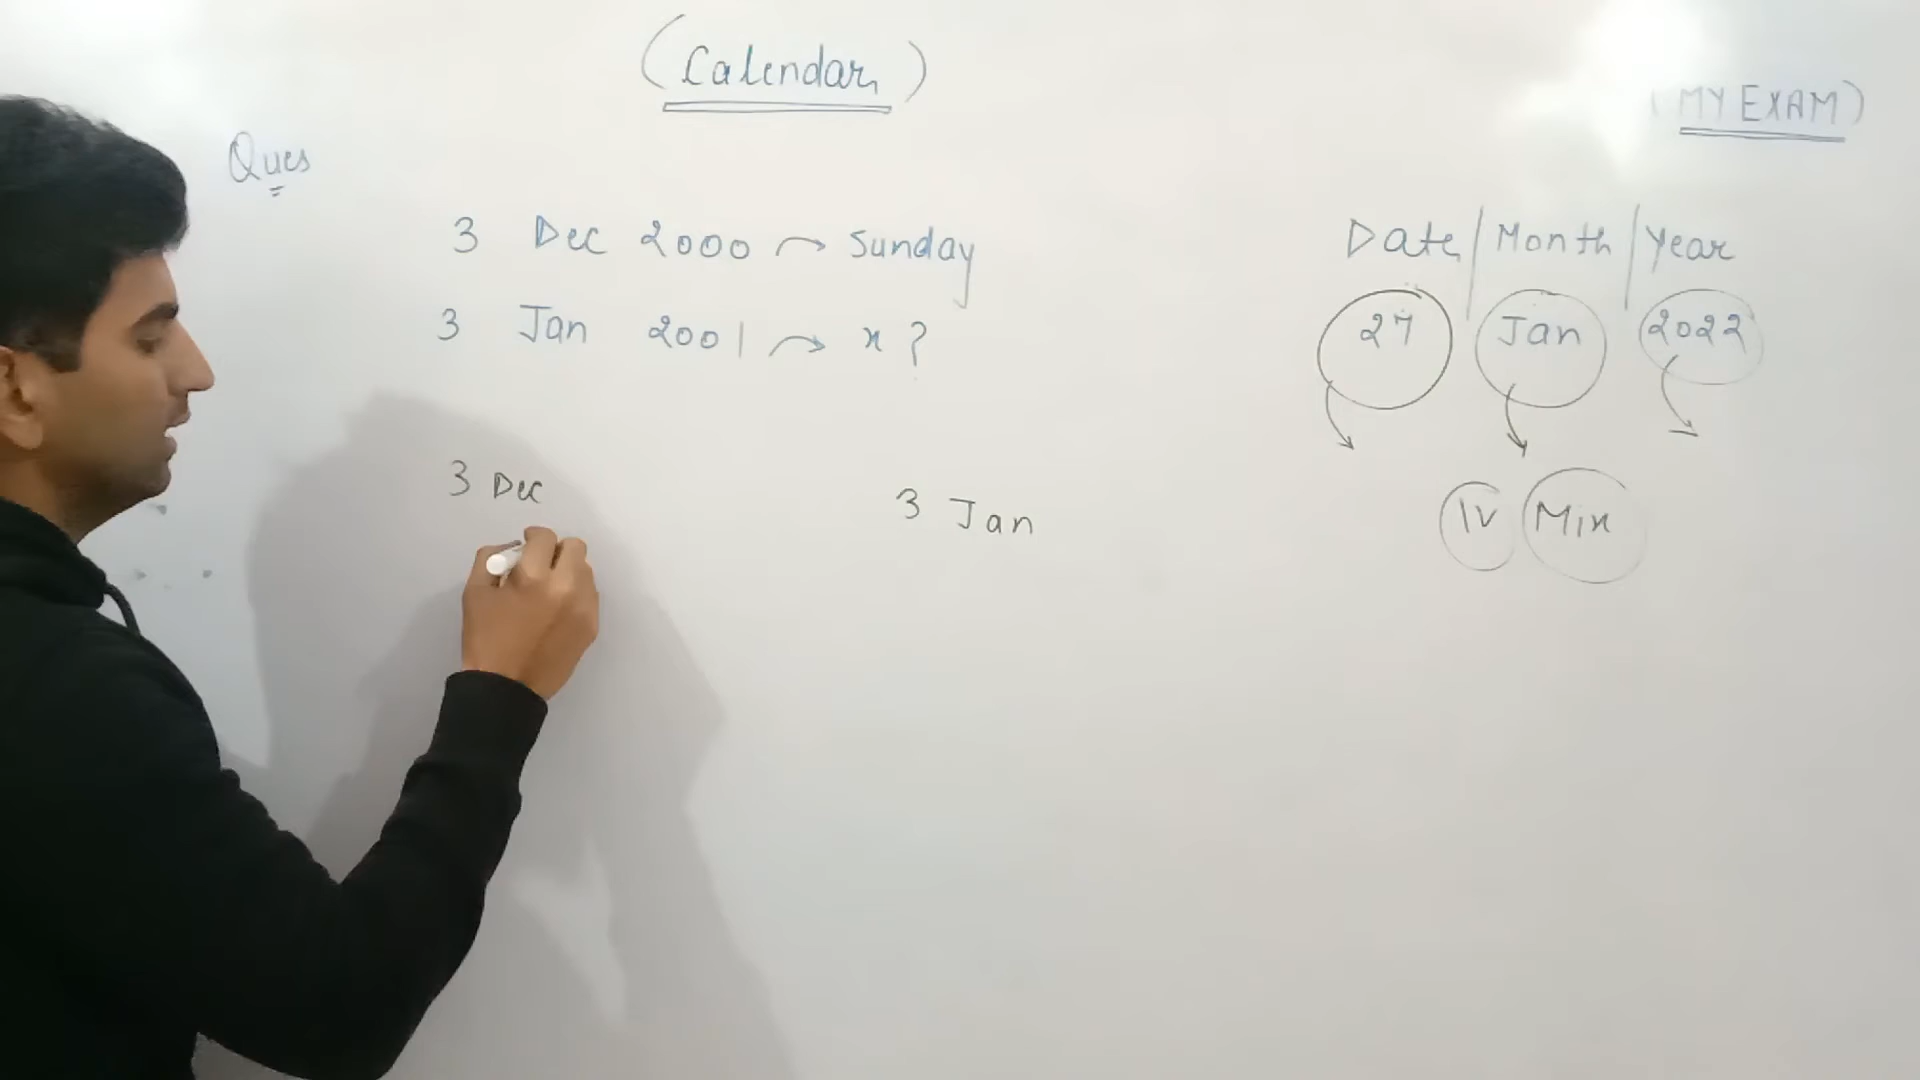 (Calendar)
(MY EXAM)
Ques
3 Dec 2000 → Sunday
3 Jan 2001 → x ?
Date / Month / Year
27 Jan 2022
3 Dec
3 Jan
IV Mix